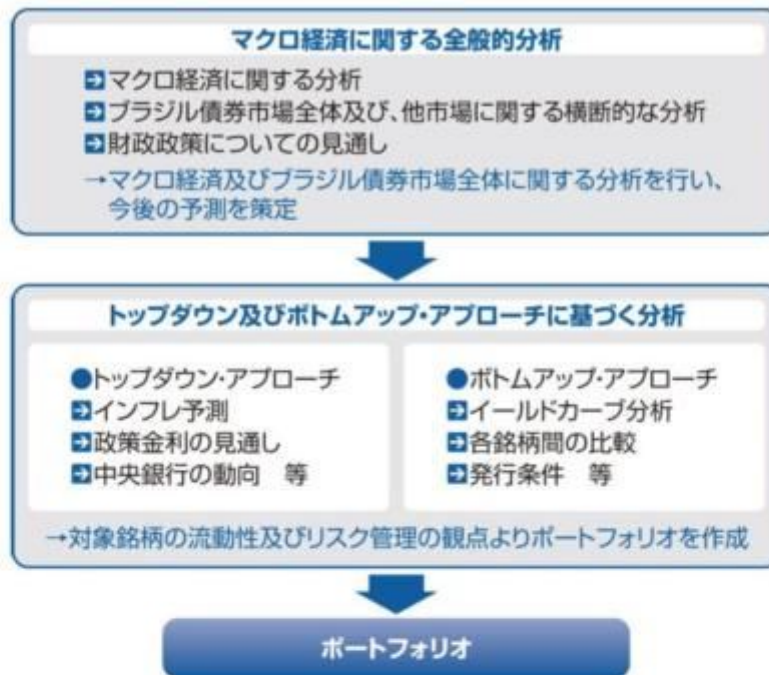 マクロ経済に関する全般的分析
マクロ経済に関する分析
ブラジル債券市場全体及び、他市場に関する横断的な分析
財政政策についての見通し
→マクロ経済及びブラジル債券市場全体に関する分析を行い、
今後の予測を策定
トップダウン及びボトムアップ・アプローチに基づく分析
●トップダウン・アプローチ
インフレ予測
政策金利の見通し
中央銀行の動向　等
●ボトムアップ・アプローチ
イールドカーブ分析
各銘柄間の比較
発行条件　等
→対象銘柄の流動性及びリスク管理の観点よりポートフォリオを作成
ポートフォリオ